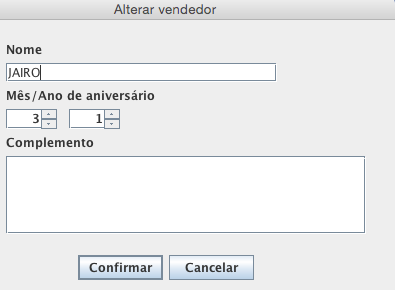 Alterar vendedor
Nome
JAIRO
Mês/Ano de aniversário
3 1
Complemento
Confirmar Cancelar